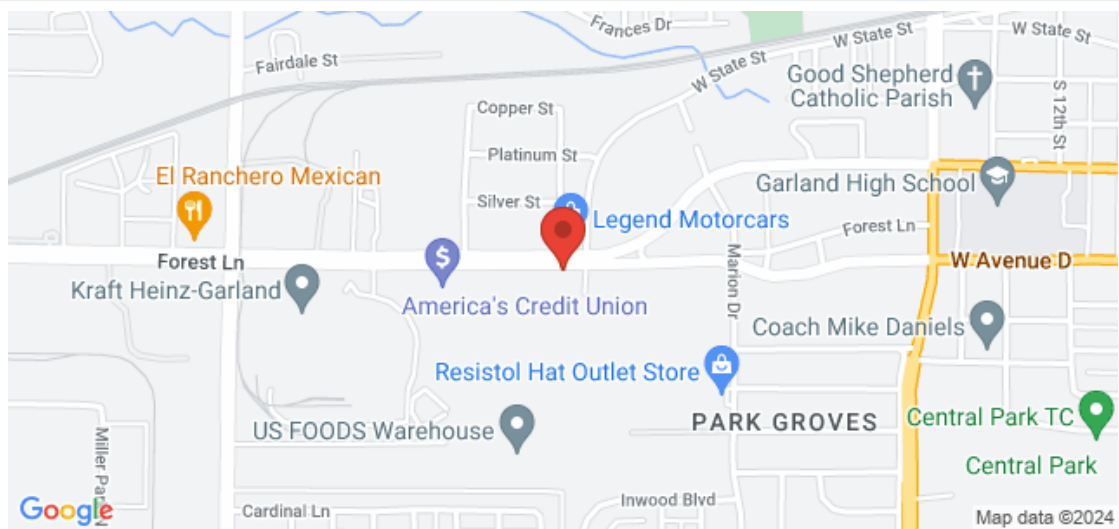 Frances Dr
W State St
W State St
Fairdale St
W State St
Good Shepherd
Catholic Parish
S 12th St
Copper St
Platinum St
El Ranchero Mexican
Garland High School
Silver St
Legend Motorcars
Forest Ln
Marion Dr
Forest Ln
W Avenue D
Kraft Heinz-Garland
$
America's Credit Union
Coach Mike Daniels
Resistol Hat Outlet Store
PARK GROVES
Central Park TC
US FOODS Warehouse
Central Park
Inwood Blvd
Google
Cardinal Ln
Map data ©2024